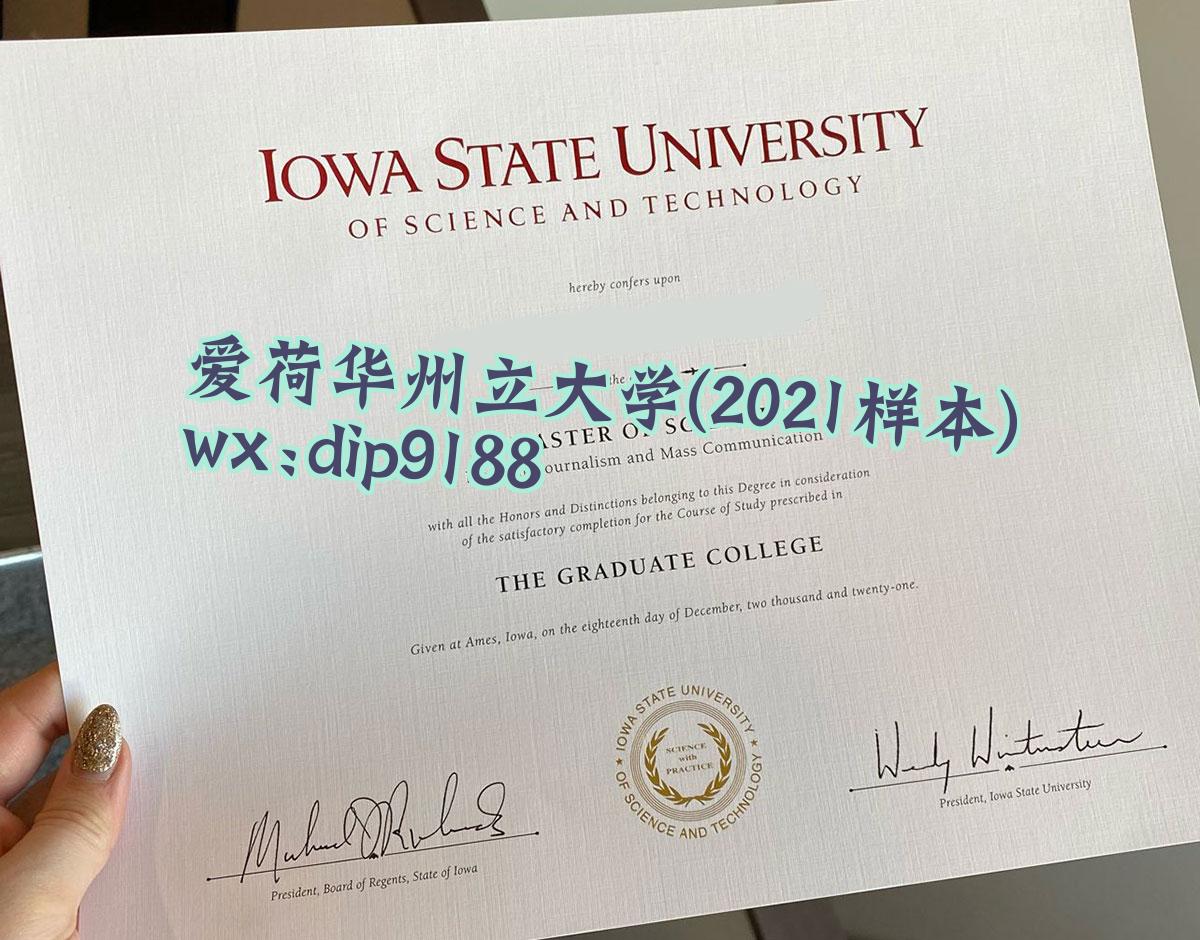 IOWA STATE UNIVERSITY
OF SCIENCE AND TECHNOLOGY
hereby confers upon
the
爱荷华州立大学(2021样本)
wx:dip9188
ASTER O SC
ournalism and Mass Communication
with all the Honors and Distinctions belonging to this Degree in consideration
of the satisfactory completion for the Course of Study prescribed in
THE GRADUATE COLLEGE
Given at Ames, Iowa, on the eighteenth day of December, two thousand and twenty-one.
IOWA STATE UNIVERSITY
OF SCIENCE AND TECHNOLOGY
SCIENCE
with
PRACTICE
President, Board of Regents, State of Iowa
President, Iowa State University